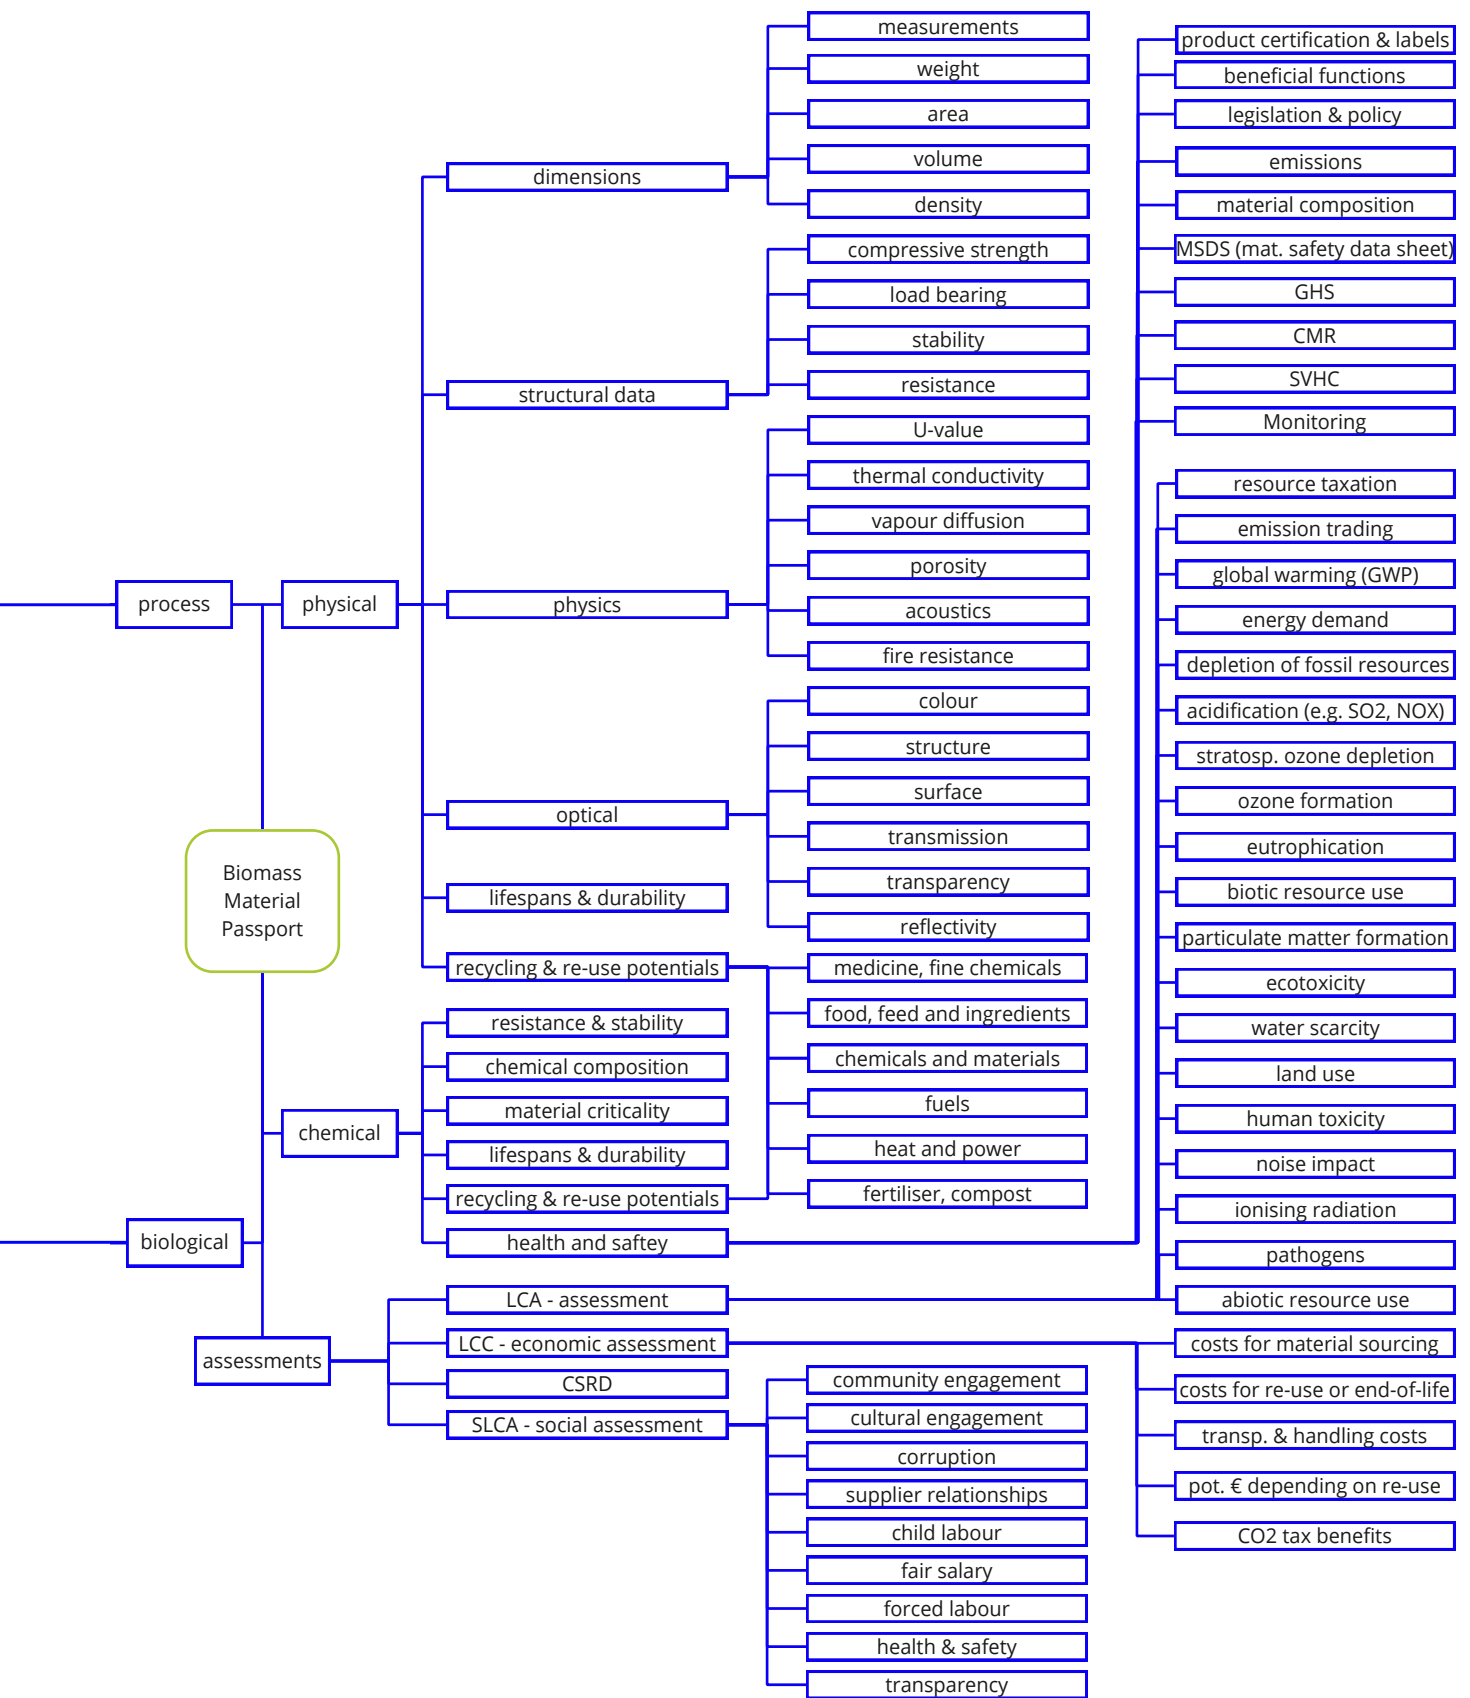 process
biological
Biomass
Material
Passport
physical
chemical
assessments
dimensions
structural data
physics
optical
lifespans & durability
recycling & re-use potentials
resistance & stability
chemical composition
material criticality
lifespans & durability
recycling & re-use potentials
health and saftey
LCA - assessment
LCC - economic assessment
CSRD
SLCA - social assessment
measurements
weight
area
volume
density
compressive strength
load bearing
stability
resistance
U-value
thermal conductivity
vapour diffusion
porosity
acoustics
fire resistance
colour
structure
surface
transmission
transparency
reflectivity
medicine, fine chemicals
food, feed and ingredients
chemicals and materials
fuels
heat and power
fertiliser, compost
community engagement
cultural engagement
corruption
supplier relationships
child labour
fair salary
forced labour
health & safety
transparency
product certification & labels
beneficial functions
legislation & policy
emissions
material composition
MSDS (mat. safety data sheet)
GHS
CMR
SVHC
Monitoring
resource taxation
emission trading
global warming (GWP)
energy demand
depletion of fossil resources
acidification (e.g. SO2, NOX)
stratosp. ozone depletion
ozone formation
eutrophication
biotic resource use
particulate matter formation
ecotoxicity
water scarcity
land use
human toxicity
noise impact
ionising radiation
pathogens
abiotic resource use
costs for material sourcing
costs for re-use or end-of-life
transp. & handling costs
pot. € depending on re-use
CO2 tax benefits